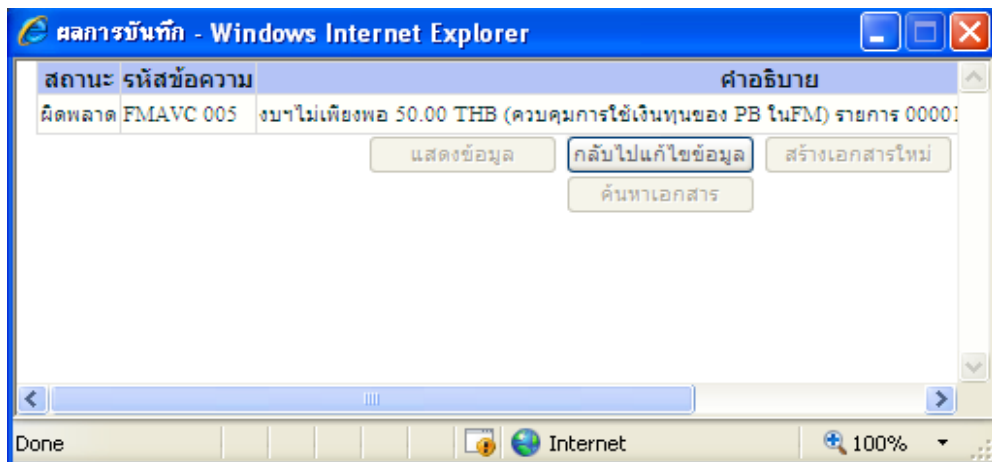 ผลการบันทึก - Windows Internet Explorer
สถานะ รหัสข้อความ คำอธิบาย
ผิดพลาด FMAVC 005 งบฯไม่เพียงพอ 50.00 THB (ควบคุมการใช้เงินทุนของ PB ในFM) รายการ 00001
แสดงข้อมูล กลับไปแก้ไขข้อมูล สร้างเอกสารใหม่
ค้นหาเอกสาร
Done Internet 100%